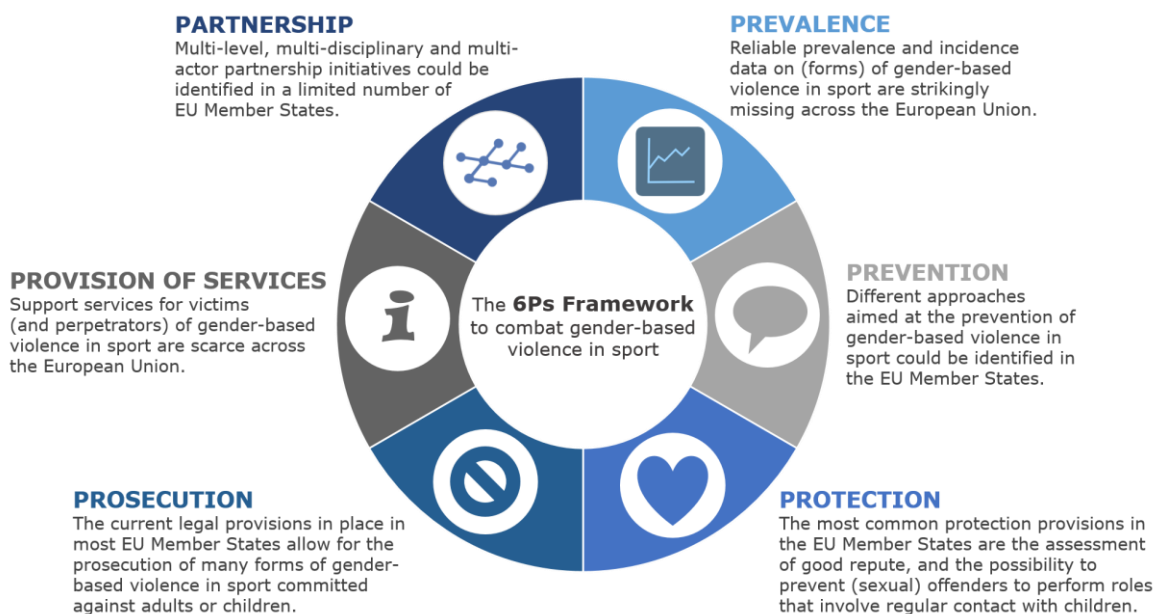 PARTNERSHIP
Multi-level, multi-disciplinary and multi-
actor partnership initiatives could be
identified in a limited number of
EU Member States.
PREVALENCE
Reliable prevalence and incidence
data on (forms) of gender-based
violence in sport are strikingly
missing across the European Union.
PROVISION OF SERVICES
Support services for victims
(and perpetrators) of gender-based
violence in sport are scarce across
the European Union.
The 6Ps Framework
to combat gender-based
violence in sport
PREVENTION
Different approaches
aimed at the prevention of
gender-based violence in
sport could be identified in
the EU Member States.
PROSECUTION
The current legal provisions in place in
most EU Member States allow for the
prosecution of many forms of gender-
based violence in sport committed
against adults or children.
PROTECTION
The most common protection provisions in
the EU Member States are the assessment
of good repute, and the possibility to
prevent (sexual) offenders to perform roles
that involve regular contact with children.